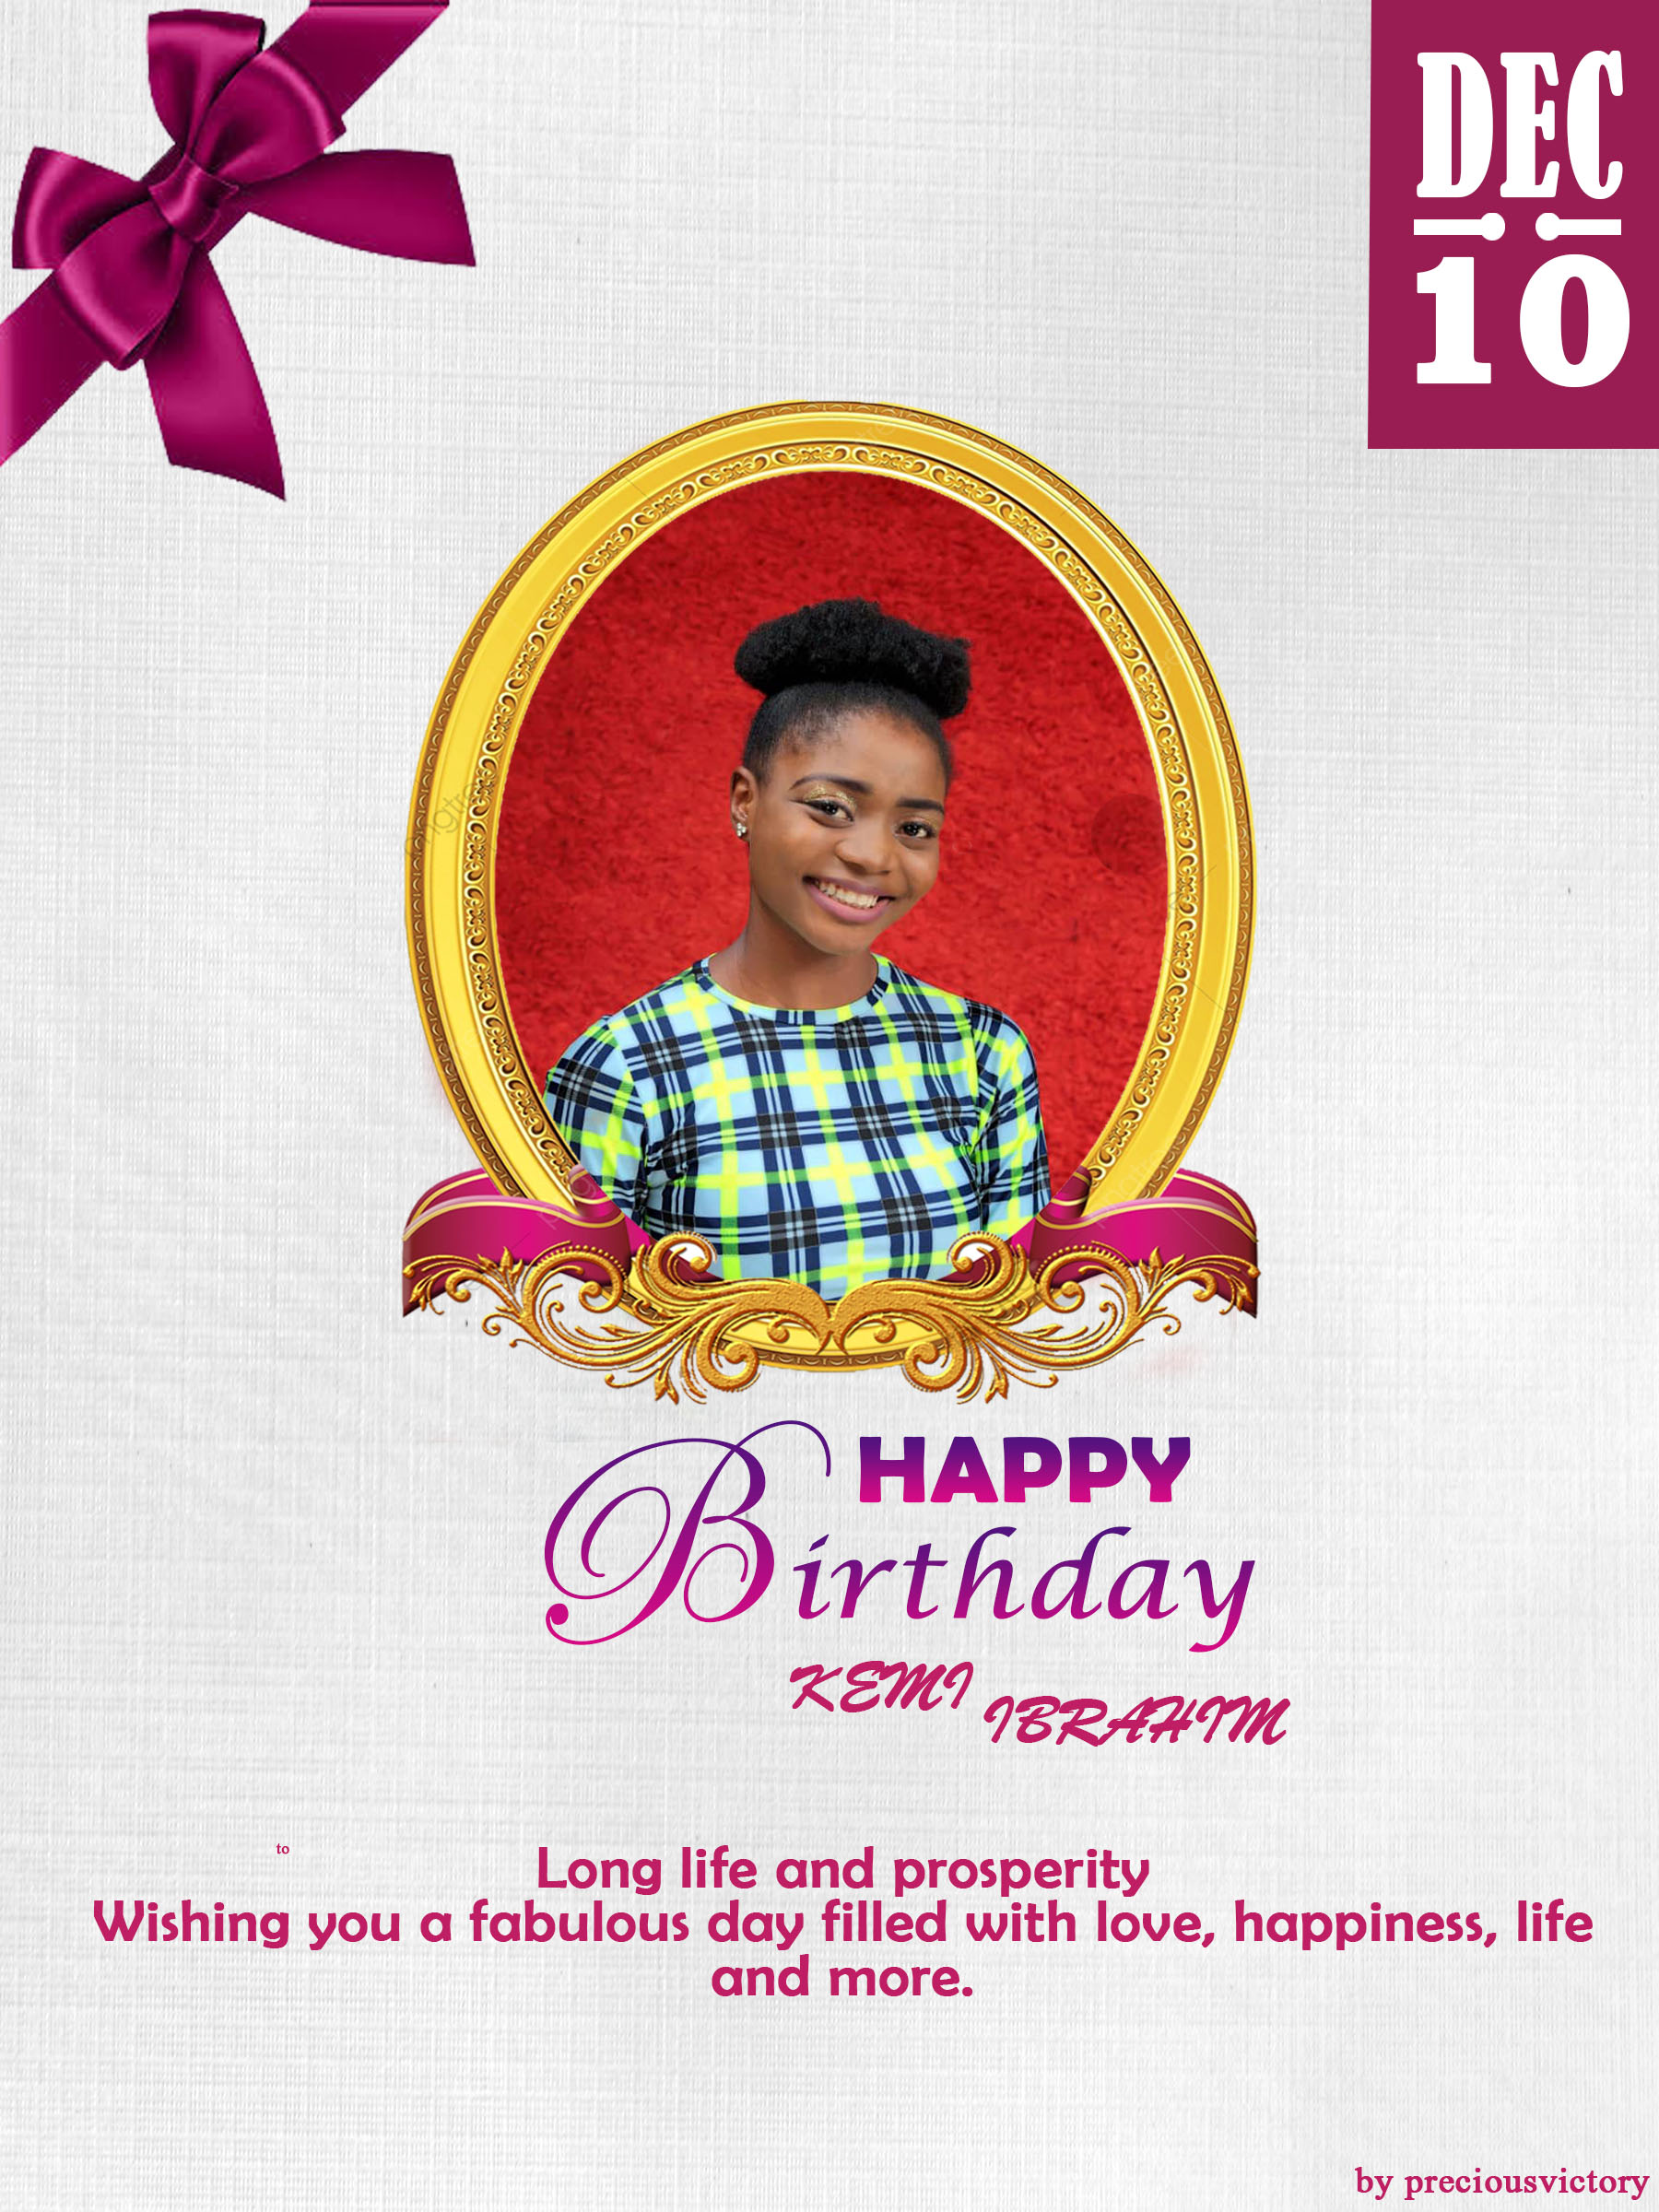 DEC
10
HAPPY
Birthday
KEMI
IBRAHIM
to
Long life and prosperity
Wishing you a fabulous day filled with love, happiness, life
and more.
by preciousvictory